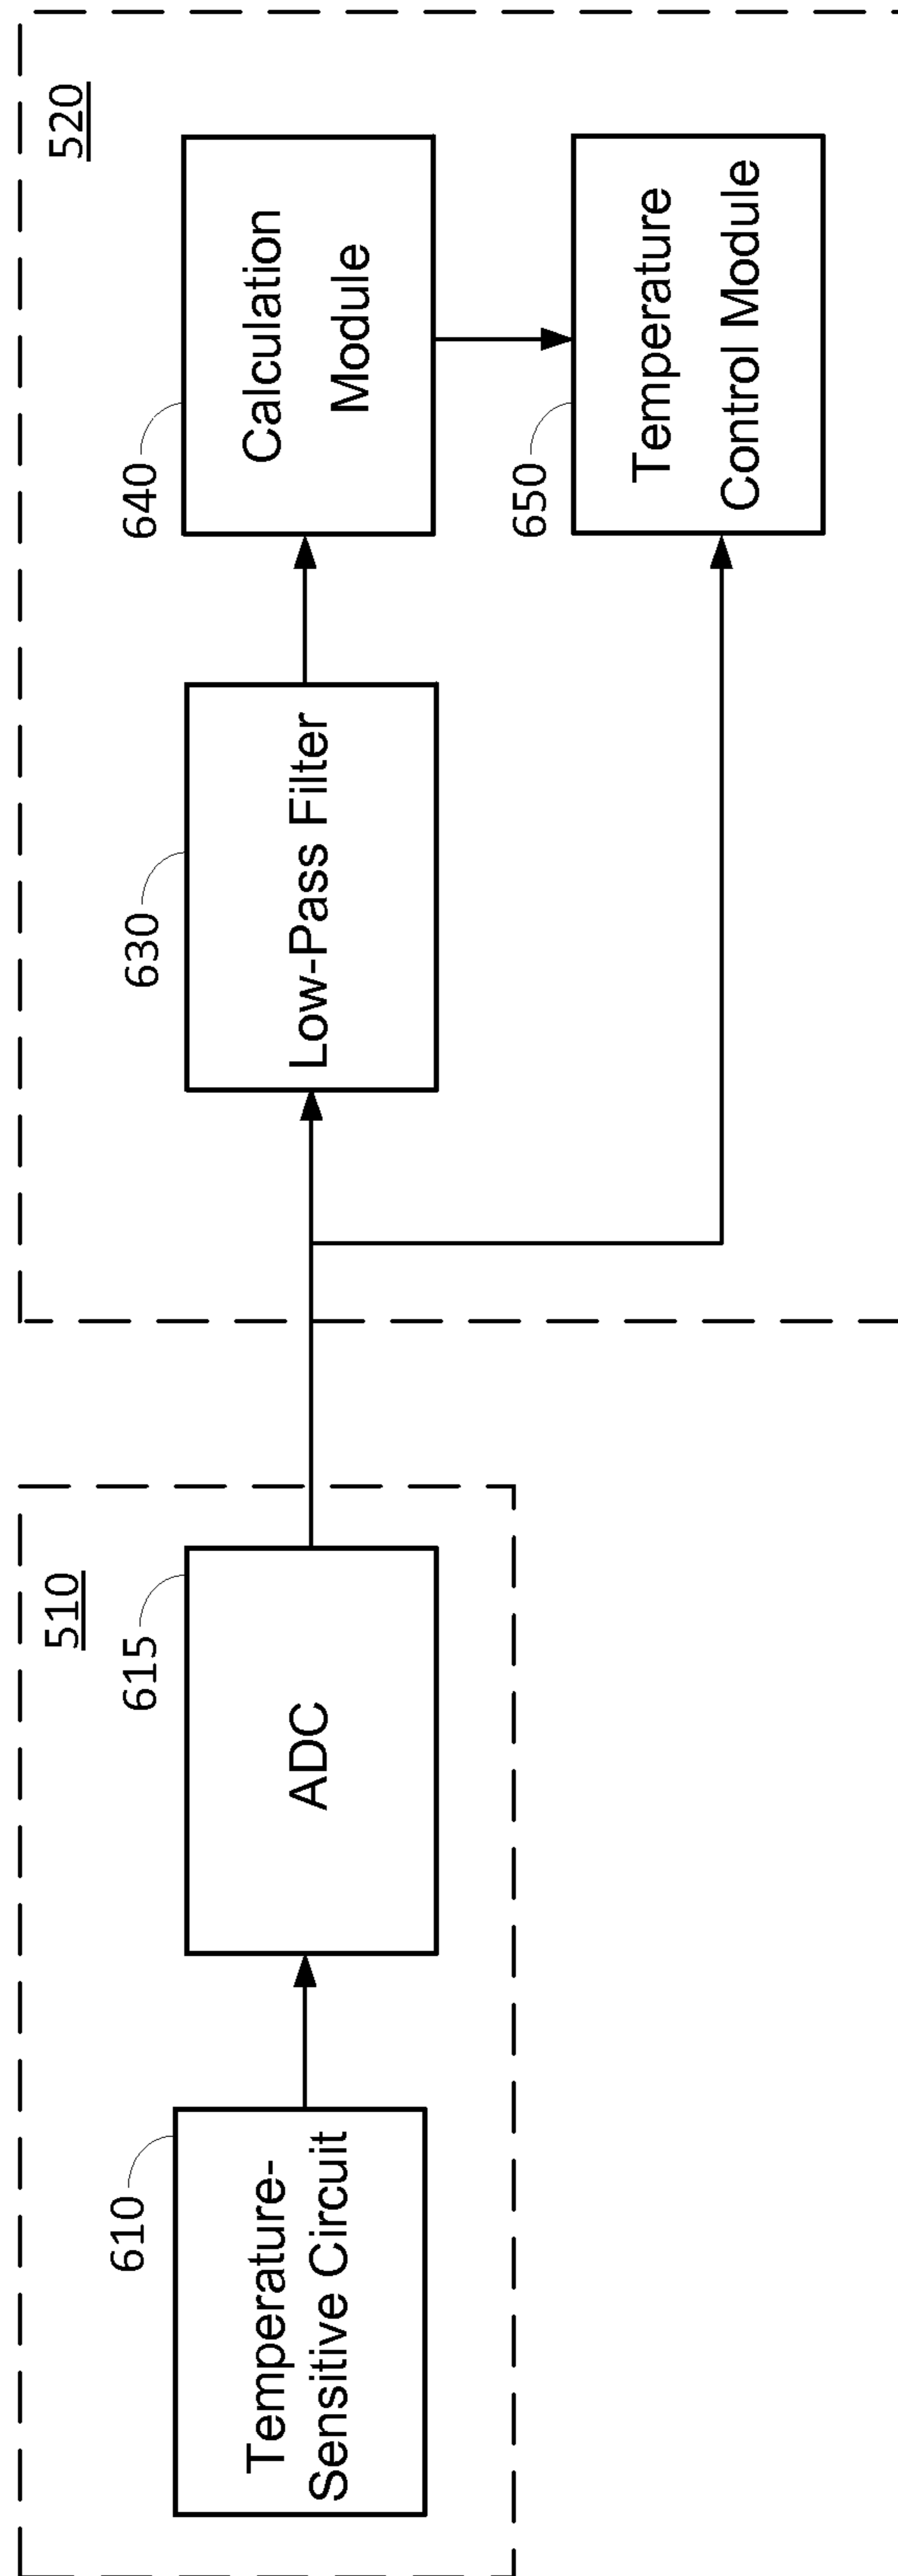 510
610
Temperature-
Sensitive Circuit
615
ADC
520
630
Low-Pass Filter
640
Calculation
Module
650
Temperature
Control Module